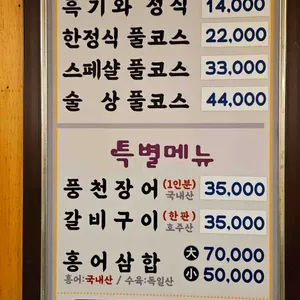 흑기와 정식 14,000
한정식 풀코스 22,000
스페샬 풀코스 33,000
술 상 풀코스 44,000
특별메뉴
풍천장어 (1인분) 국내산 35,000
갈비구이 (한판) 호주산 35,000
홍어삼합 大 70,000
홍어:국내산 / 수육:독일산 小 50,000